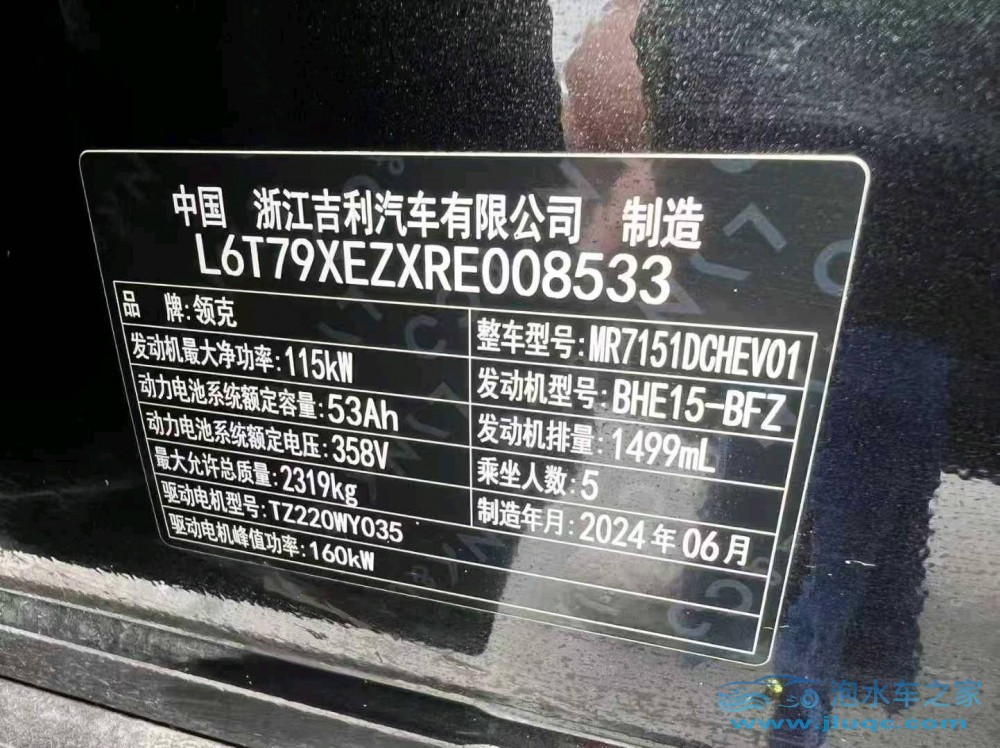 中国 浙江吉利汽车有限公司 制造
L6T79XEZXRE008533
品 牌:领克
整车型号:MR7151DCHEV01
发动机最大净功率:115kW
发动机型号:BHE15-BFZ
动力电池系统额定容量:53Ah
发动机排量:1499mL
动力电池系统额定电压:358V
乘坐人数:5
最大允许总质量:2319kg
制造年月:2024年06月
驱动电机型号:TZ220WY035
驱动电机峰值功率:160kW
泡水车之家